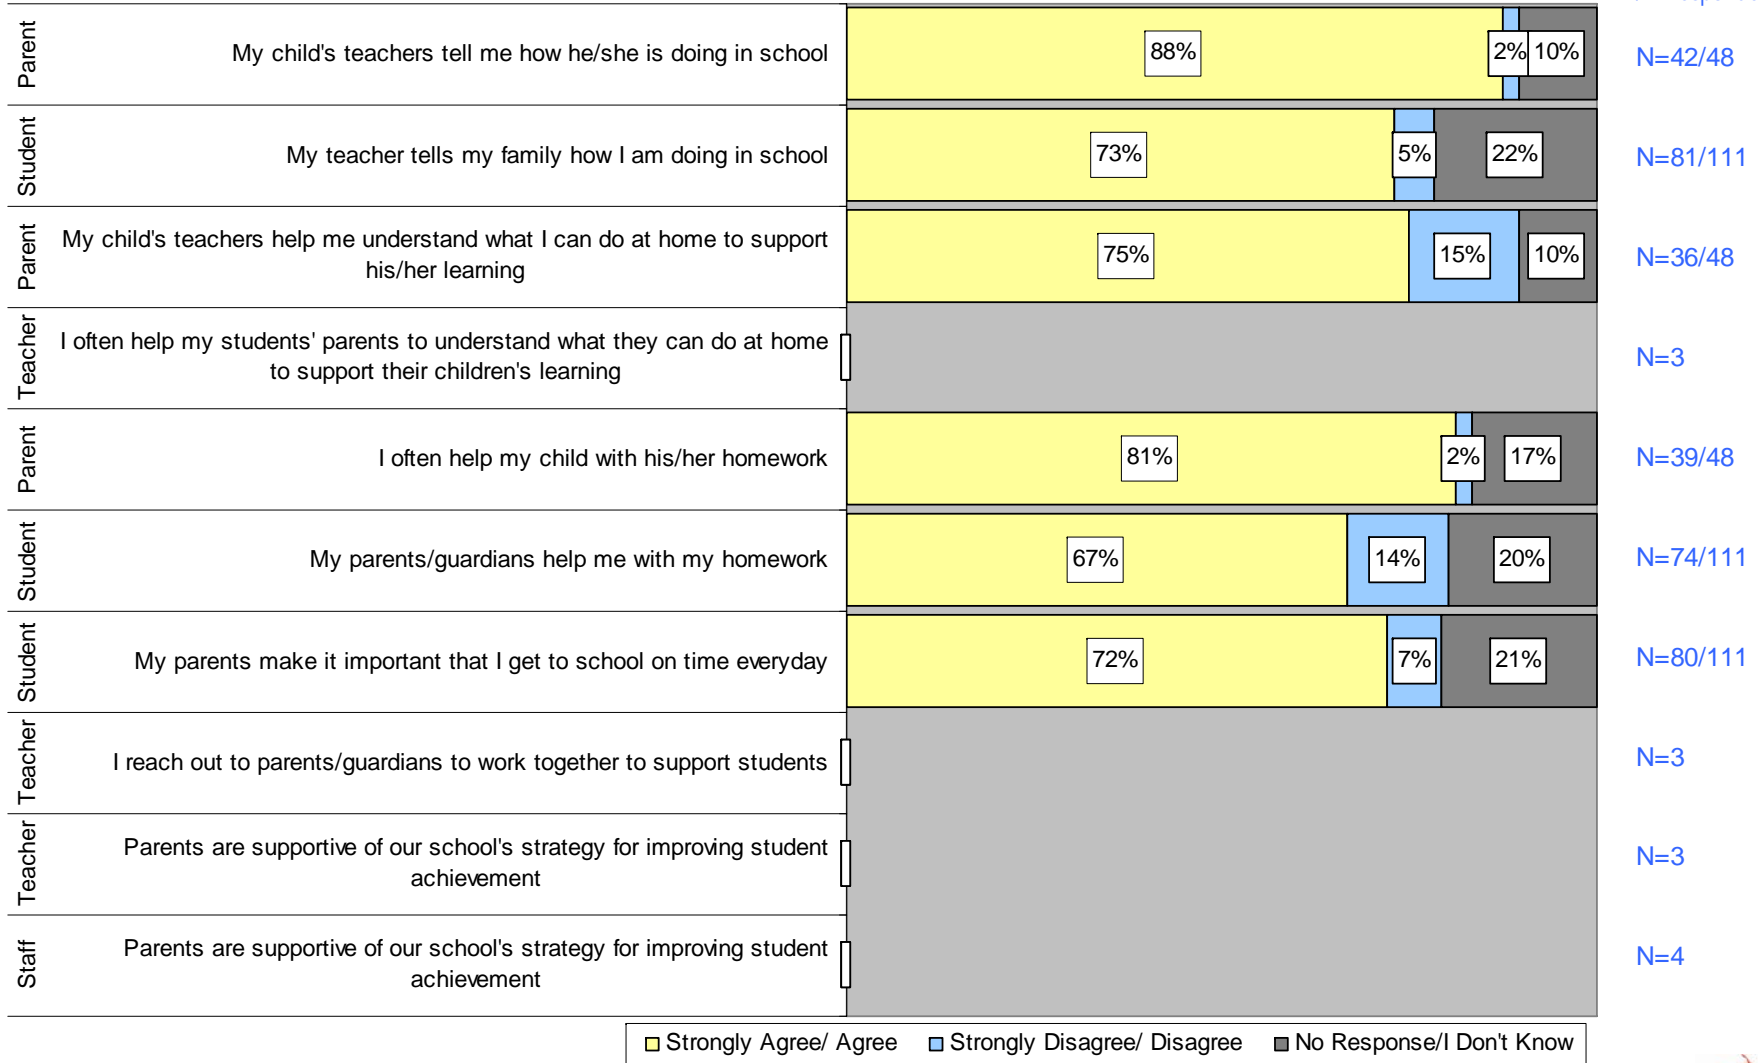 Parent
My child's teachers tell me how he/she is doing in school
88%
2%
10%
N=42/48
Student
My teacher tells my family how I am doing in school
73%
5%
22%
N=81/111
Parent
My child's teachers help me understand what I can do at home to support
his/her learning
75%
15%
10%
N=36/48
Teacher
I often help my students' parents to understand what they can do at home
to support their children's learning
N=3
Parent
I often help my child with his/her homework
81%
2%
17%
N=39/48
Student
My parents/guardians help me with my homework
67%
14%
20%
N=74/111
Student
My parents make it important that I get to school on time everyday
72%
7%
21%
N=80/111
Teacher
I reach out to parents/guardians to work together to support students
N=3
Teacher
Parents are supportive of our school's strategy for improving student
achievement
N=3
Staff
Parents are supportive of our school's strategy for improving student
achievement
N=4
Strongly Agree/ Agree
Strongly Disagree/ Disagree
No Response/I Don't Know